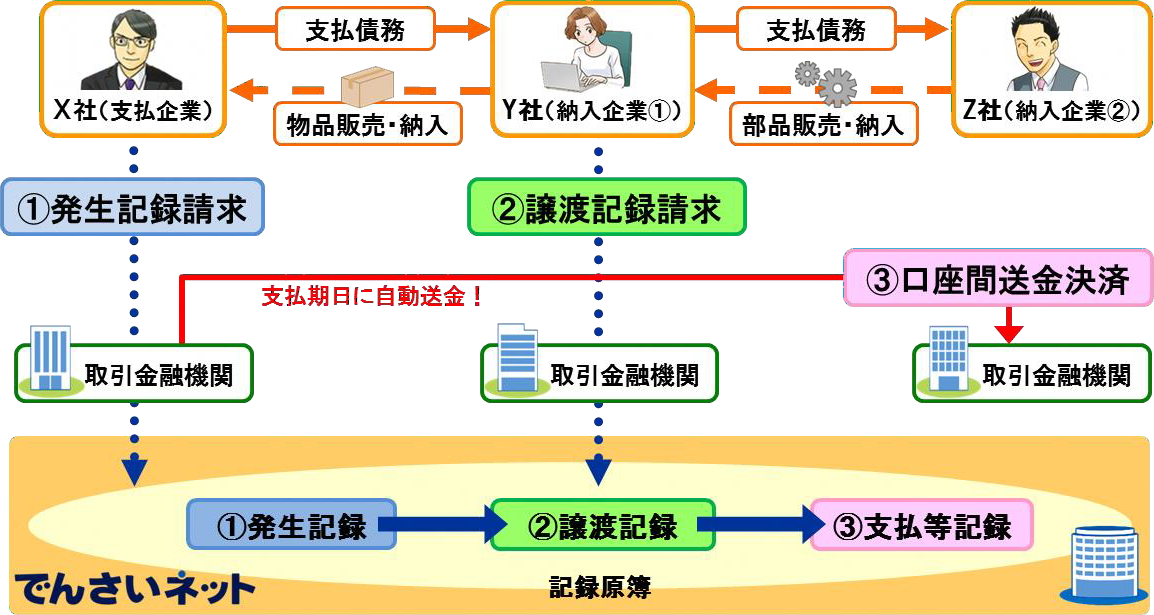 支払債務
支払債務
X社(支払企業)
Y社(納入企業①)
Z社(納入企業②)
物品販売・納入
部品販売・納入
①発生記録請求
②譲渡記録請求
③口座間送金決済
支払期日に自動送金!
取引金融機関
取引金融機関
取引金融機関
①発生記録
②譲渡記録
③支払等記録
でんさいネット
記録原簿